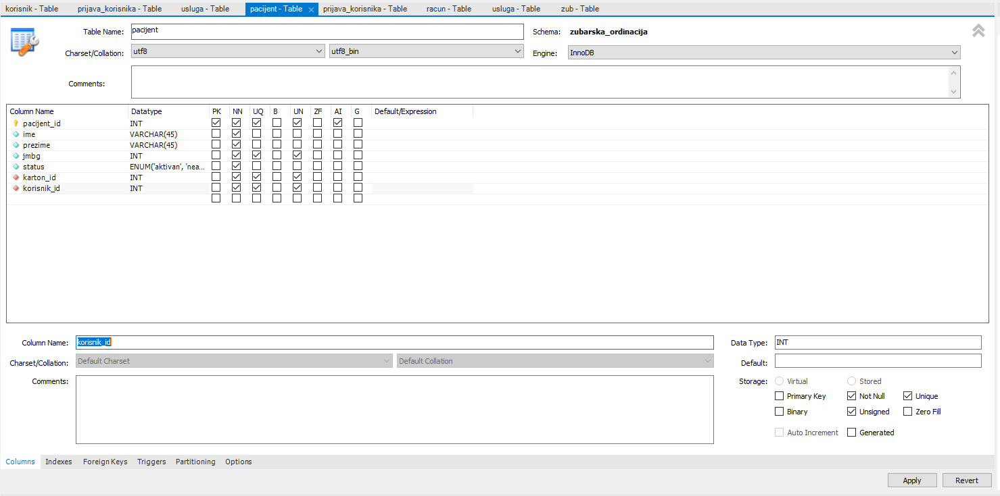 korisnik - Table prijava_korisnika - Table usluga - Table pacijent - Table prijava_korisnika - Table racun - Table usluga - Table zub - Table
Table Name: pacijent Schema: zubarska_ordinacija
Charset/Collation: utf8 utf8_bin Engine: InnoDB
Comments:
Column Name Datatype PK NN UQ B UN ZF AI G Default/Expression
pacijent_id INT
ime VARCHAR(45)
prezime VARCHAR(45)
jmbg INT
status ENUM('aktivan', 'nea...
karton_id INT
korisnik_id INT
Column Name: korisnik_id Data Type: INT
Charset/Collation: Default Charset Default Collation Default:
Comments: Storage: Virtual Stored
Primary Key Not Null Unique
Binary Unsigned Zero Fill
Auto Increment Generated
Columns Indexes Foreign Keys Triggers Partitioning Options
Apply Revert